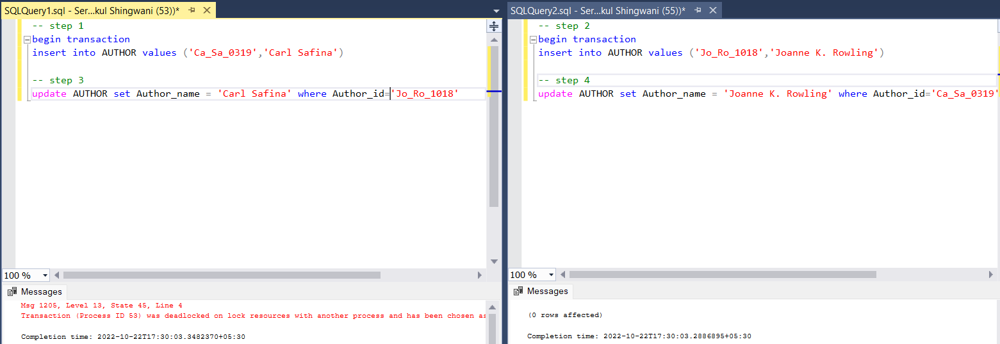 SQLQuery1.sql - Ser...kul Shingwani (53))*
-- step 1
begin transaction
insert into AUTHOR values ('Ca_Sa_0319','Carl Safina')
-- step 3
update AUTHOR set Author_name = 'Carl Safina' where Author_id='Jo_Ro_1018'
100 %
Messages
Msg 1205, Level 13, State 45, Line 4
Transaction (Process ID 53) was deadlocked on lock resources with another process and has been chosen as
Completion time: 2022-10-22T17:30:03.3482370+05:30
SQLQuery2.sql - Ser...kul Shingwani (55))*
-- step 2
begin transaction
insert into AUTHOR values ('Jo_Ro_1018','Joanne K. Rowling')
-- step 4
update AUTHOR set Author_name = 'Joanne K. Rowling' where Author_id='Ca_Sa_0319'
100 %
Messages
(0 rows affected)
Completion time: 2022-10-22T17:30:03.2886895+05:30